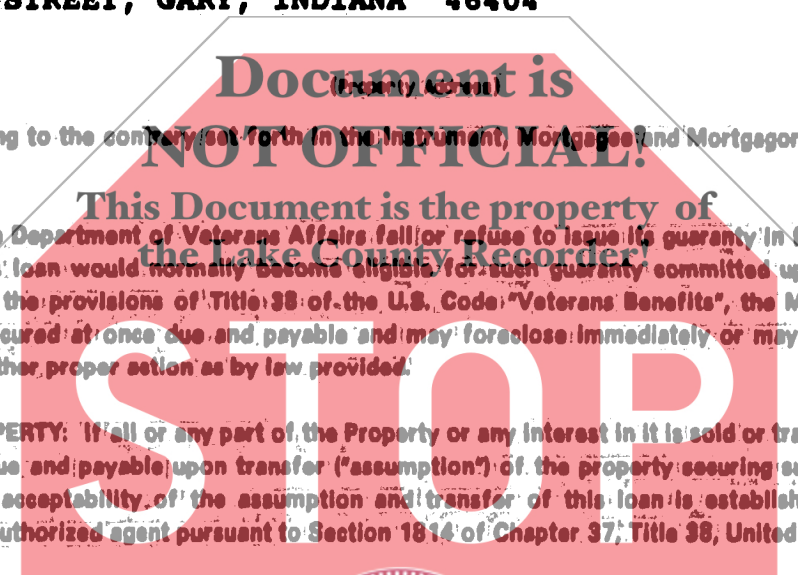 STREET, GARY, INDIANA 46404
Document is
(Property Address)
ng to the contrary set forth in the Instrument, Mortgagee and Mortgagor
NOT OFFICIAL!
This Document is the property of
Department of Veterans Affairs fail or refuse to issue its guaranty in
the Lake County Recorder!
loan would normally become eligible for such guaranty committed up
the provisions of Title 38 of the U.S. Code "Veterans Benefits", the M
cured at once due and payable and may foreclose immediately or may
ther proper action as by law provided.
STOP
PERTY: If all or any part of the Property or any interest in it is sold or tra
ue and payable upon transfer ("assumption") of the property securing su
acceptability of the assumption and transfer of this loan is establish
uthorized agent pursuant to Section 1814 of Chapter 37, Title 38, United